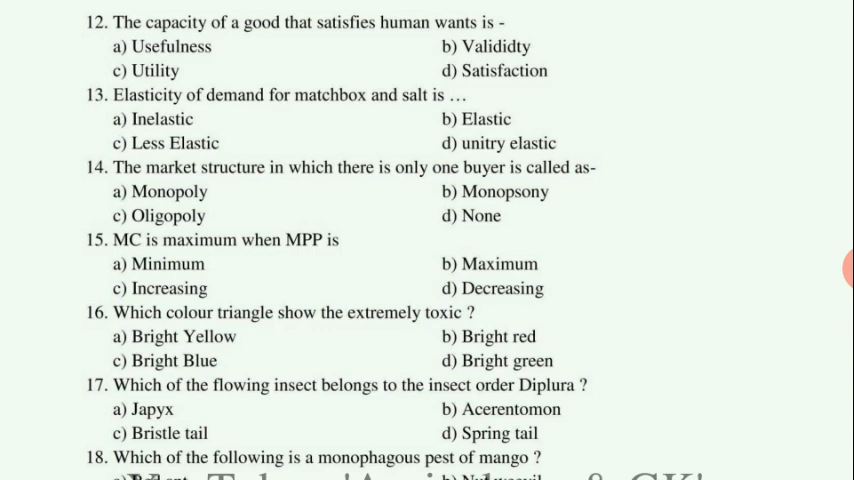 12. The capacity of a good that satisfies human wants is -
a) Usefulness b) Valididty
c) Utility d) Satisfaction
13. Elasticity of demand for matchbox and salt is …
a) Inelastic b) Elastic
c) Less Elastic d) unitry elastic
14. The market structure in which there is only one buyer is called as-
a) Monopoly b) Monopsony
c) Oligopoly d) None
15. MC is maximum when MPP is
a) Minimum b) Maximum
c) Increasing d) Decreasing
16. Which colour triangle show the extremely toxic ?
a) Bright Yellow b) Bright red
c) Bright Blue d) Bright green
17. Which of the flowing insect belongs to the insect order Diplura ?
a) Japyx b) Acerentomon
c) Bristle tail d) Spring tail
18. Which of the following is a monophagous pest of mango ?